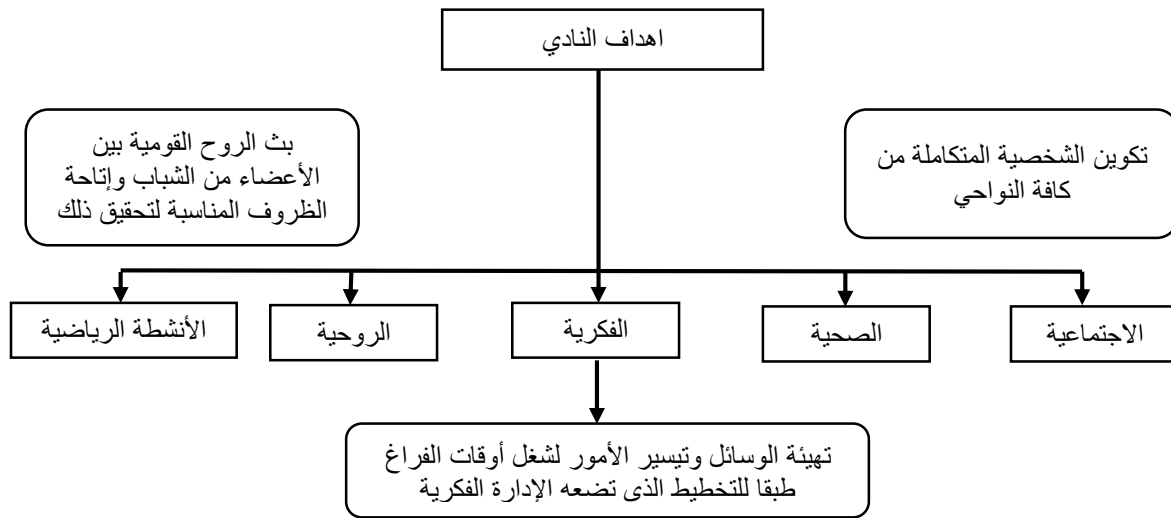 اهداف النادي
تكوين الشخصية المتكاملة من
كافة النواحي
بث الروح القومية بين
الأعضاء من الشباب وإتاحة
الظروف المناسبة لتحقيق ذلك
الاجتماعية
الصحية
الفكرية
الروحية
الأنشطة الرياضية
تهيئة الوسائل وتيسير الأمور لشغل أوقات الفراغ
طبقا للتخطيط الذى تضعه الإدارة الفكرية